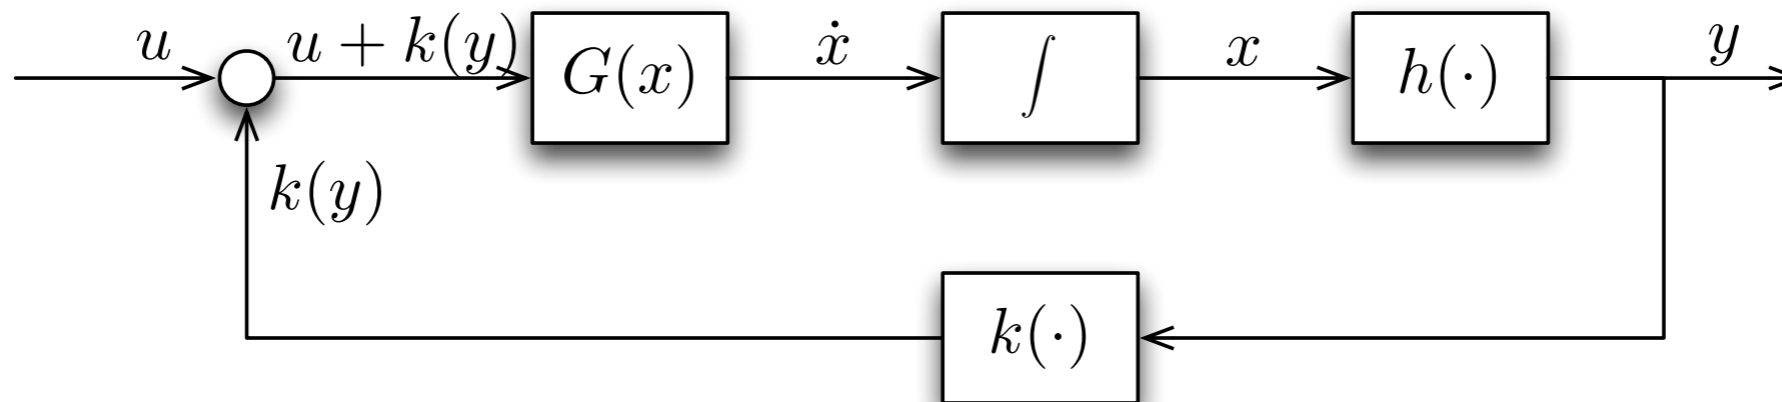 u
u + k(y)
G(x)
ẋ
∫
x
h(·)
y
k(y)
k(·)